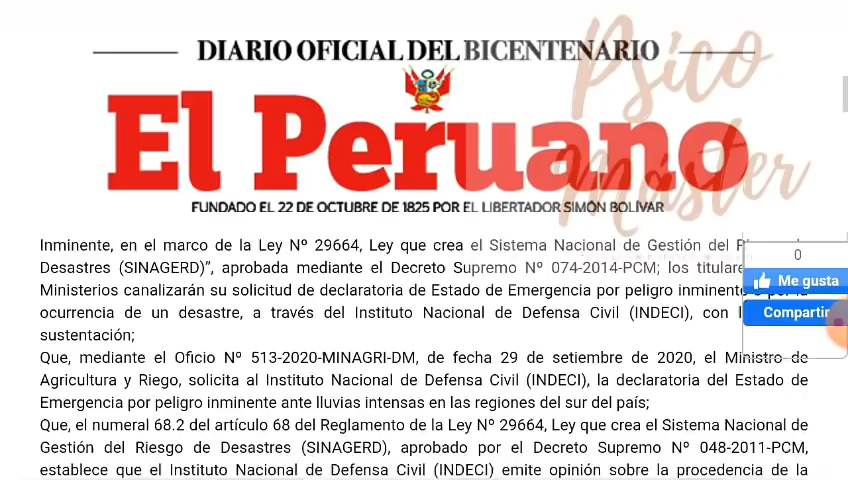 DIARIO OFICIAL DEL BICENTENARIO
El Peruano
FUNDADO EL 22 DE OCTUBRE DE 1825 POR EL LIBERTADOR SIMÓN BOLÍVAR
Psico
Máster
Inminente, en el marco de la Ley Nº 29664, Ley que crea el Sistema Nacional de Gestión del
Desastres (SINAGERD)”, aprobada mediante el Decreto Supremo Nº 074-2014-PCM; los
Ministerios canalizarán su solicitud de declaratoria de Estado de Emergencia por peligro inminente
ocurrencia de un desastre, a través del Instituto Nacional de Defensa Civil (INDECI), con
sustentación;
Que, mediante el Oficio Nº 513-2020-MINAGRI-DM, de fecha 29 de setiembre de 2020, el Ministro de
Agricultura y Riego, solicita al Instituto Nacional de Defensa Civil (INDECI), la declaratoria del Estado de
Emergencia por peligro inminente ante lluvias intensas en las regiones del sur del país;
Que, el numeral 68.2 del artículo 68 del Reglamento de la Ley Nº 29664, Ley que crea el Sistema Nacional de
Gestión del Riesgo de Desastres (SINAGERD), aprobado por el Decreto Supremo Nº 048-2011-PCM,
establece que el Instituto Nacional de Defensa Civil (INDECI) emite opinión sobre la procedencia de la
0
Me gusta
Compartir